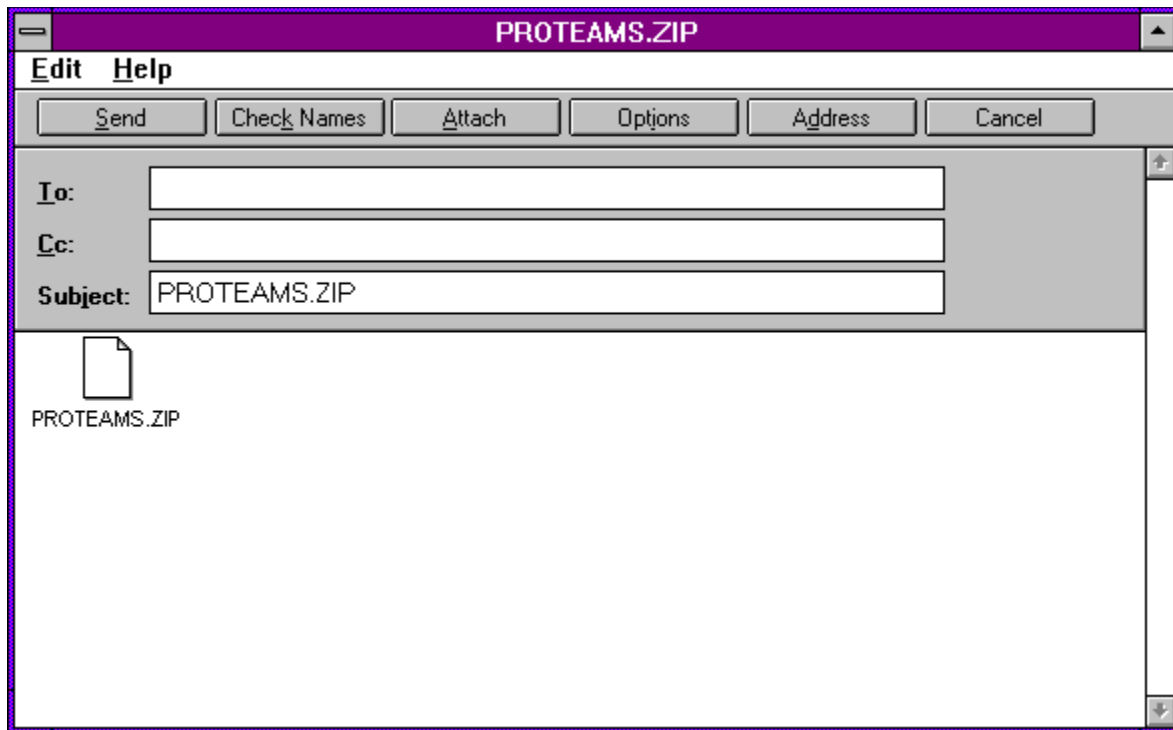 PROTEAMS.ZIP
Edit Help
Send Check Names Attach Options Address Cancel
To:
Cc:
Subject: PROTEAMS.ZIP
PROTEAMS.ZIP